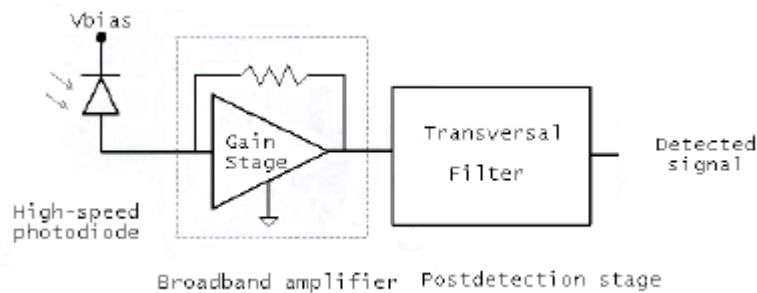 Vbias
Gain
Stage
Transversal
Filter
Detected
signal
High-speed
photodiode
Broadband amplifier
Postdetection stage